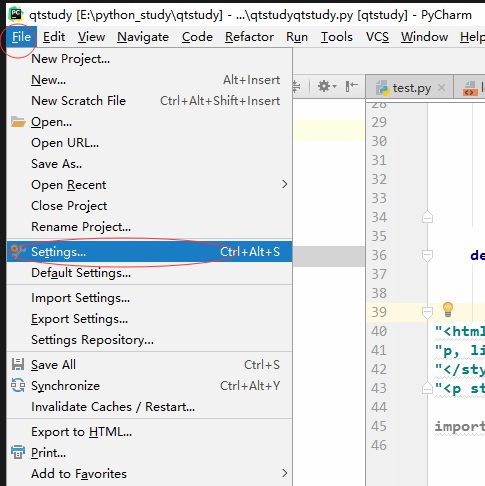 qtstudy [E:\python_study\qtstudy] - ...\qtstudyqtstudy.py [qtstudy] - PyCharm
File Edit View Navigate Code Refactor Run Tools VCS Window Help
New Project...
New... Alt+Insert
New Scratch File Ctrl+Alt+Shift+Insert
Open...
Open URL...
Save As..
Open Recent
Close Project
Rename Project...
Settings... Ctrl+Alt+S
Default Settings...
Import Settings...
Export Settings...
Settings Repository...
Save All Ctrl+S
Synchronize Ctrl+Alt+Y
Invalidate Caches / Restart...
Export to HTML...
Print...
Add to Favorites
test.py
28
29
30
31
32
33
34
35
36 de
37
38
39
40 "<html
41 "p, li
42 "</sty
43 "<p st
44
45 import
46